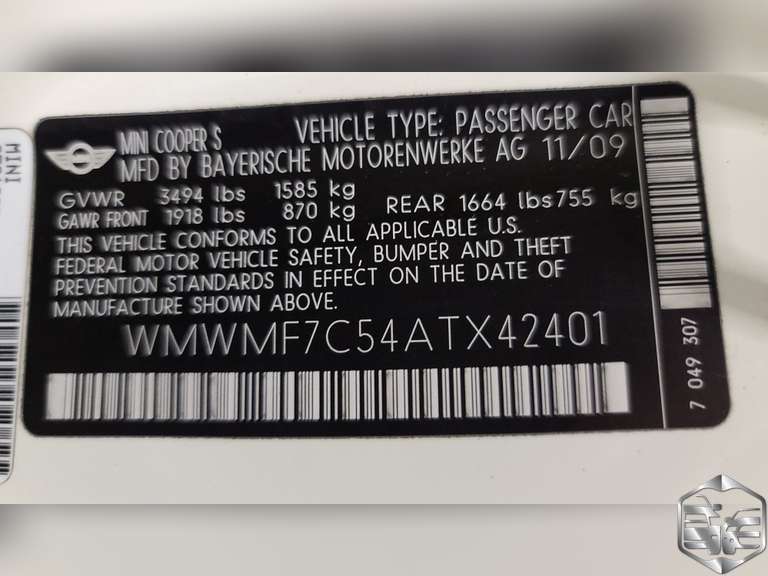 MINI COOPER S VEHICLE TYPE: PASSENGER CAR
MFD BY BAYERISCHE MOTORENWERKE AG 11/09
GVWR 3494 lbs 1585 kg
GAWR FRONT 1918 lbs 870 kg REAR 1664 lbs 755 kg
THIS VEHICLE CONFORMS TO ALL APPLICABLE U.S.
FEDERAL MOTOR VEHICLE SAFETY, BUMPER AND THEFT
PREVENTION STANDARDS IN EFFECT ON THE DATE OF
MANUFACTURE SHOWN ABOVE.
WMWMF7C54ATX42401
7 049 307
MINI